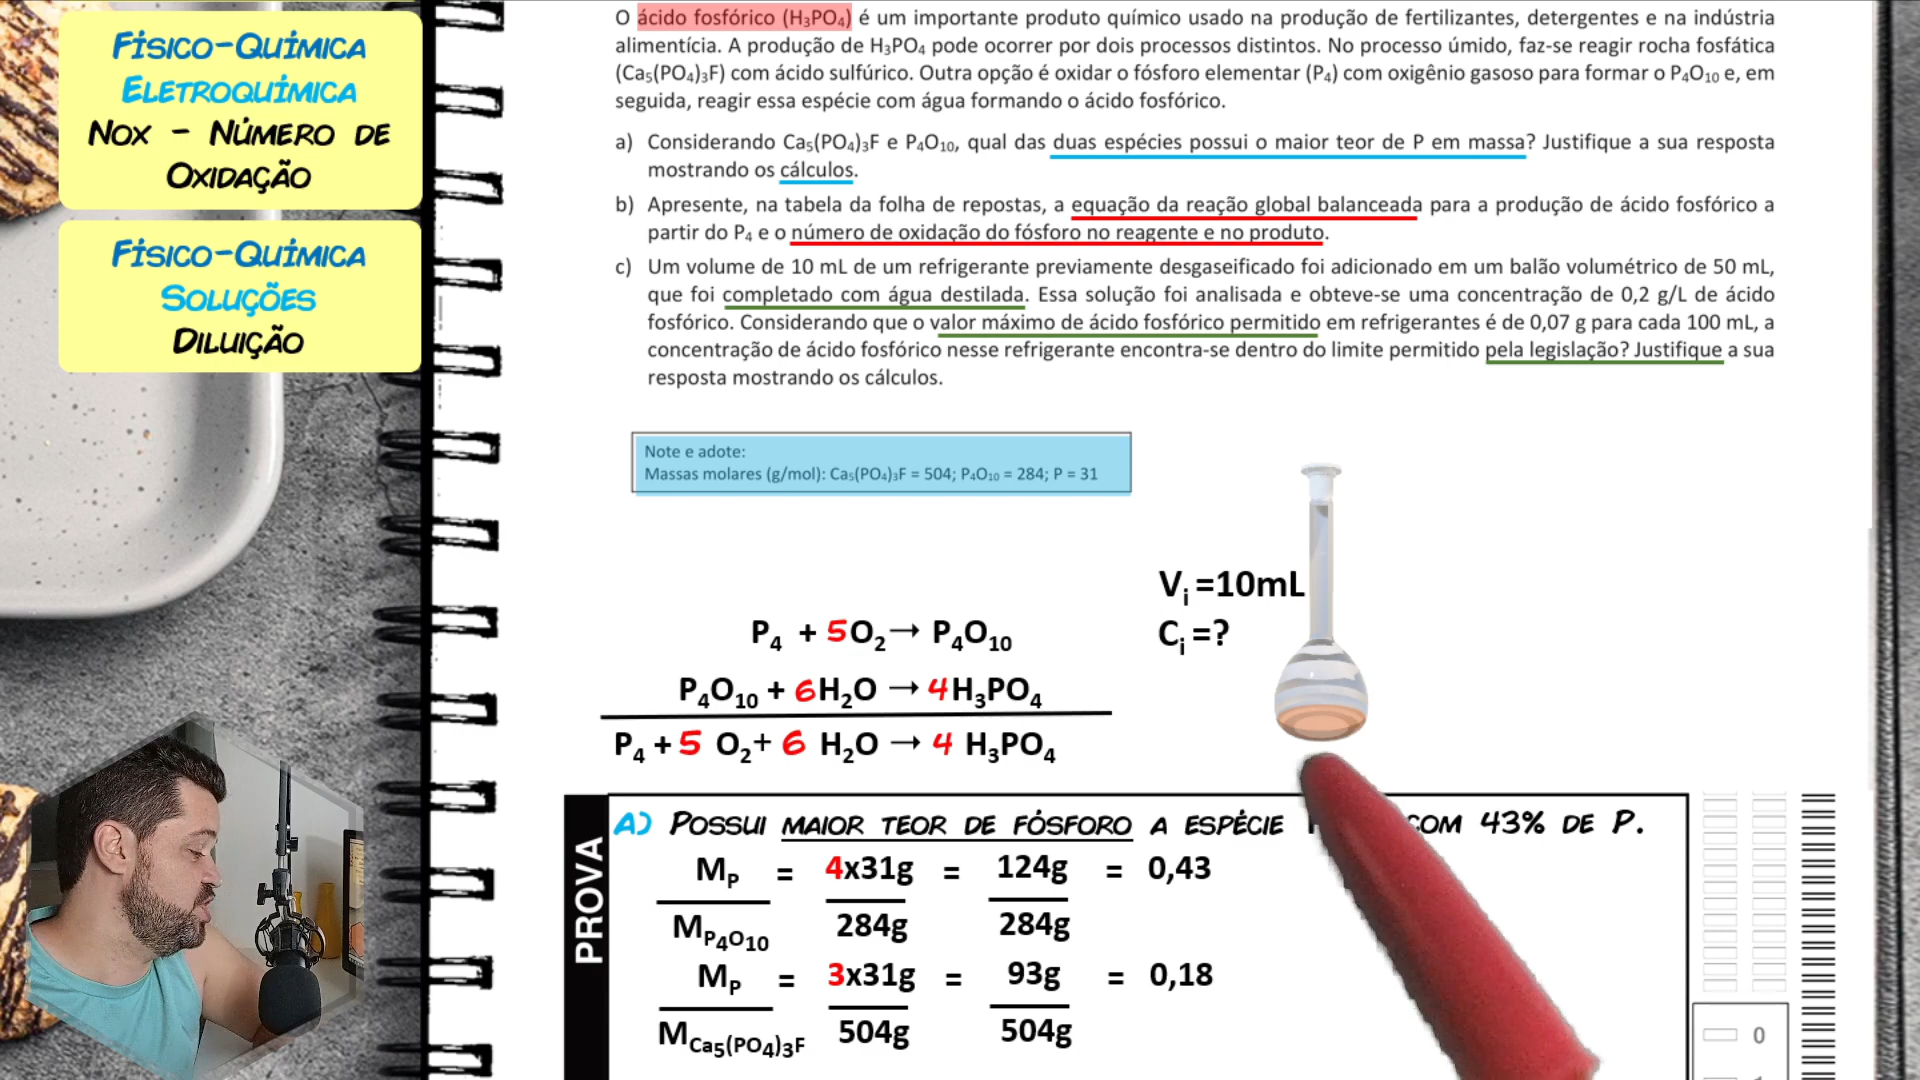 Físico-Química
Eletroquímica
Nox - Número de
Oxidação
Físico-Química
Soluções
Diluição
O ácido fosfórico (H₃PO₄) é um importante produto químico usado na produção de fertilizantes, detergentes e na indústria
alimentícia. A produção de H₃PO₄ pode ocorrer por dois processos distintos. No processo úmido, faz-se reagir rocha fosfática
(Ca₅(PO₄)₃F) com ácido sulfúrico. Outra opção é oxidar o fósforo elementar (P₄) com oxigênio gasoso para formar o P₄O₁₀ e, em
seguida, reagir essa espécie com água formando o ácido fosfórico.
a) Considerando Ca₅(PO₄)₃F e P₄O₁₀, qual das duas espécies possui o maior teor de P em massa? Justifique a sua resposta
mostrando os cálculos.
b) Apresente, na tabela da folha de repostas, a equação da reação global balanceada para a produção de ácido fosfórico a
partir do P₄ e o número de oxidação do fósforo no reagente e no produto.
c) Um volume de 10 mL de um refrigerante previamente desgaseificado foi adicionado em um balão volumétrico de 50 mL,
que foi completado com água destilada. Essa solução foi analisada e obteve-se uma concentração de 0,2 g/L de ácido
fosfórico. Considerando que o valor máximo de ácido fosfórico permitido em refrigerantes é de 0,07 g para cada 100 mL, a
concentração de ácido fosfórico nesse refrigerante encontra-se dentro do limite permitido pela legislação? Justifique a sua
resposta mostrando os cálculos.
Note e adote:
Massas molares (g/mol): Ca₅(PO₄)₃F = 504; P₄O₁₀ = 284; P = 31
Vᵢ =10mL
Cᵢ =?
P₄ + 5O₂ → P₄O₁₀
P₄O₁₀ + 6H₂O → 4H₃PO₄
P₄ + 5 O₂ + 6 H₂O → 4 H₃PO₄
PROVA
A) Possui maior teor de fósforo a espécie com 43% de P.
M_P = 4x31g = 124g = 0,43
M_P₄O₁₀ 284g 284g
M_P = 3x31g = 93g = 0,18
M_Ca₅(PO₄)₃F 504g 504g
0